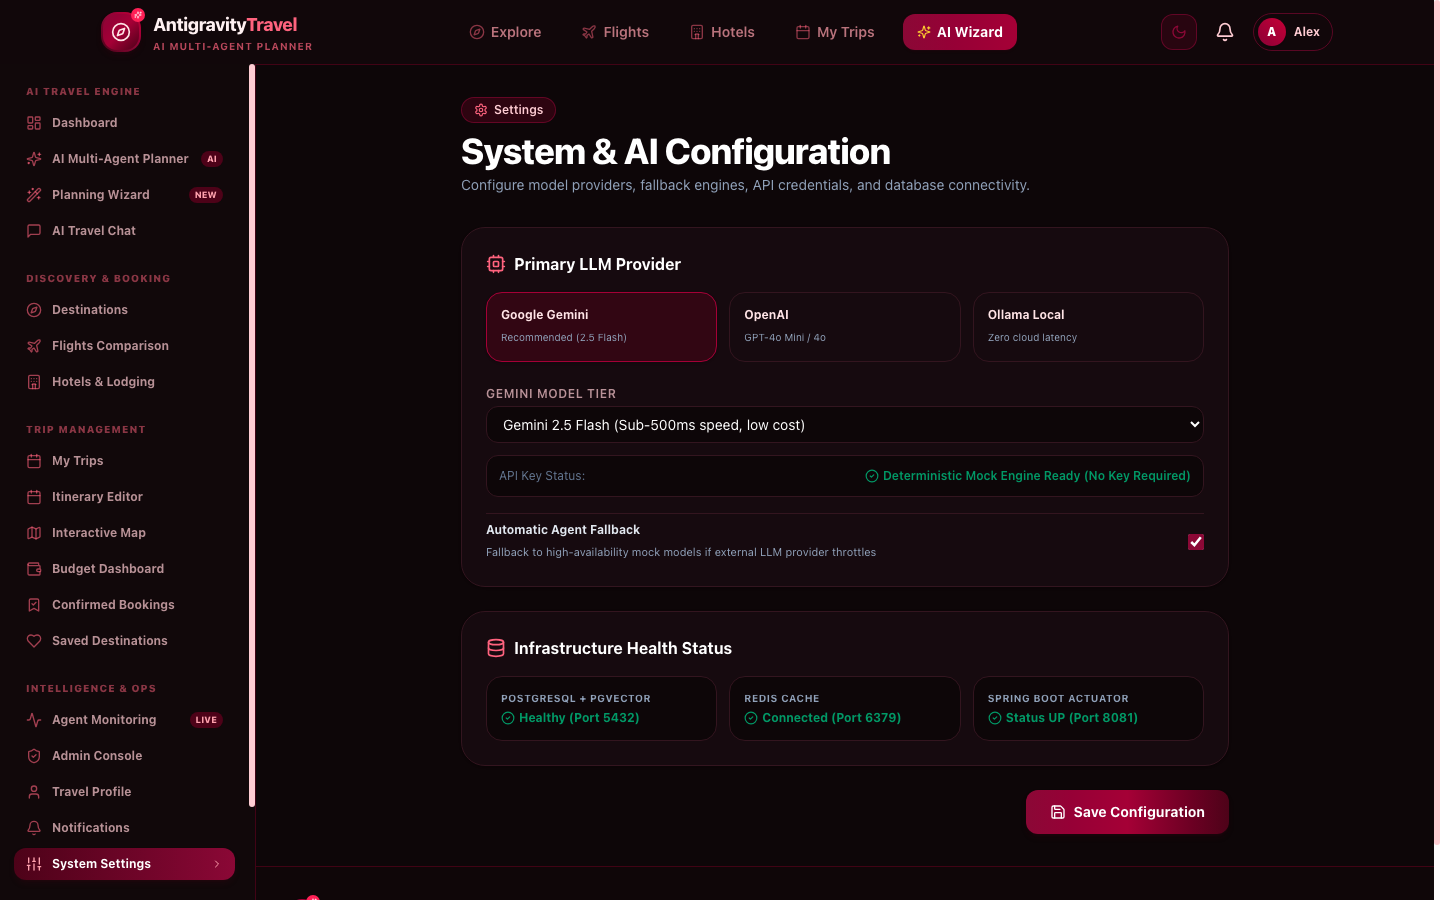 AntigravityTravel
AI MULTI-AGENT PLANNER
Explore
Flights
Hotels
My Trips
AI Wizard
A
Alex
AI TRAVEL ENGINE
Dashboard
AI Multi-Agent Planner AI
Planning Wizard NEW
AI Travel Chat
DISCOVERY & BOOKING
Destinations
Flights Comparison
Hotels & Lodging
TRIP MANAGEMENT
My Trips
Itinerary Editor
Interactive Map
Budget Dashboard
Confirmed Bookings
Saved Destinations
INTELLIGENCE & OPS
Agent Monitoring LIVE
Admin Console
Travel Profile
Notifications
System Settings
Settings
System & AI Configuration
Configure model providers, fallback engines, API credentials, and database connectivity.
Primary LLM Provider
Google Gemini
Recommended (2.5 Flash)
OpenAI
GPT-4o Mini / 4o
Ollama Local
Zero cloud latency
GEMINI MODEL TIER
Gemini 2.5 Flash (Sub-500ms speed, low cost)
API Key Status: Deterministic Mock Engine Ready (No Key Required)
Automatic Agent Fallback
Fallback to high-availability mock models if external LLM provider throttles
Infrastructure Health Status
POSTGRESQL + PGVECTOR
Healthy (Port 5432)
REDIS CACHE
Connected (Port 6379)
SPRING BOOT ACTUATOR
Status UP (Port 8081)
Save Configuration